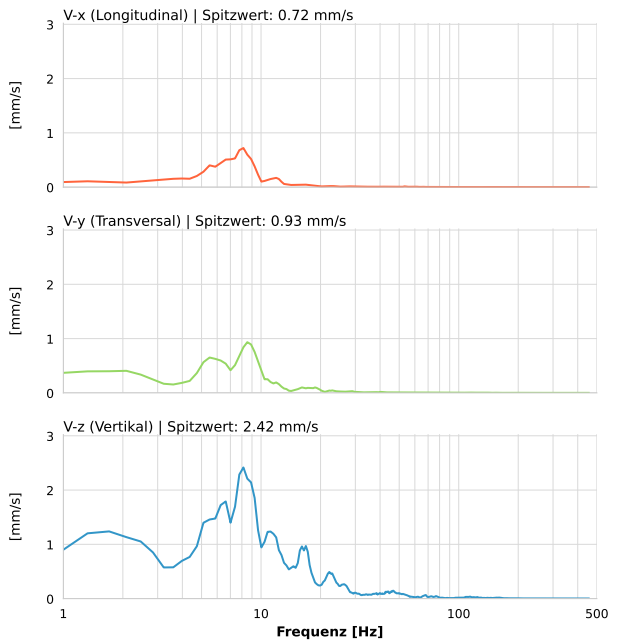 V-x (Longitudinal) | Spitzwert: 0.72 mm/s
3
2
1
0
[mm/s]
V-y (Transversal) | Spitzwert: 0.93 mm/s
3
2
1
0
[mm/s]
V-z (Vertikal) | Spitzwert: 2.42 mm/s
3
2
1
0
[mm/s]
1 10 100 500
Frequenz [Hz]